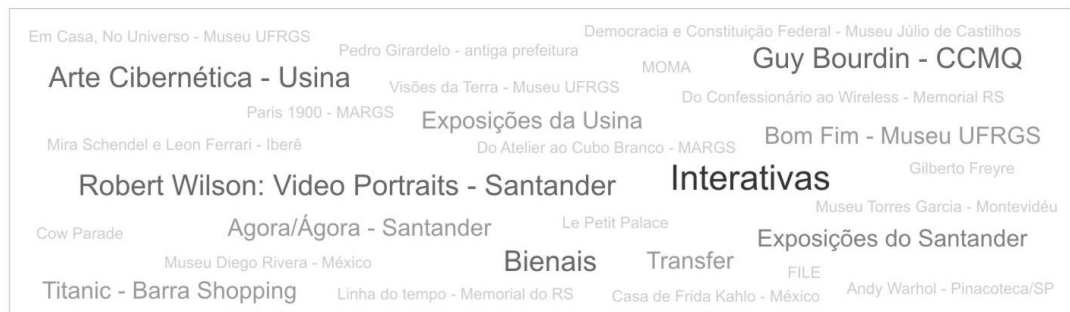 Em Casa, No Universo - Museu UFRGS
Democracia e Constituição Federal - Museu Júlio de Castilhos
Pedro Girardelo - antiga prefeitura
Guy Bourdin - CCMQ
Arte Cibernética - Usina
MOMA
Visões da Terra - Museu UFRGS
Do Confessionário ao Wireless - Memorial RS
Paris 1900 - MARGS
Exposições da Usina
Bom Fim - Museu UFRGS
Mira Schendel e Leon Ferrari - Iberê
Do Atelier ao Cubo Branco - MARGS
Gilberto Freyre
Robert Wilson: Video Portraits - Santander
Interativas
Museu Torres Garcia - Montevidéu
Cow Parade
Agora/Ágora - Santander
Le Petit Palace
Exposições do Santander
Museu Diego Rivera - México
Bienais
Transfer
FILE
Titanic - Barra Shopping
Linha do tempo - Memorial do RS
Casa de Frida Kahlo - México
Andy Warhol - Pinacoteca/SP